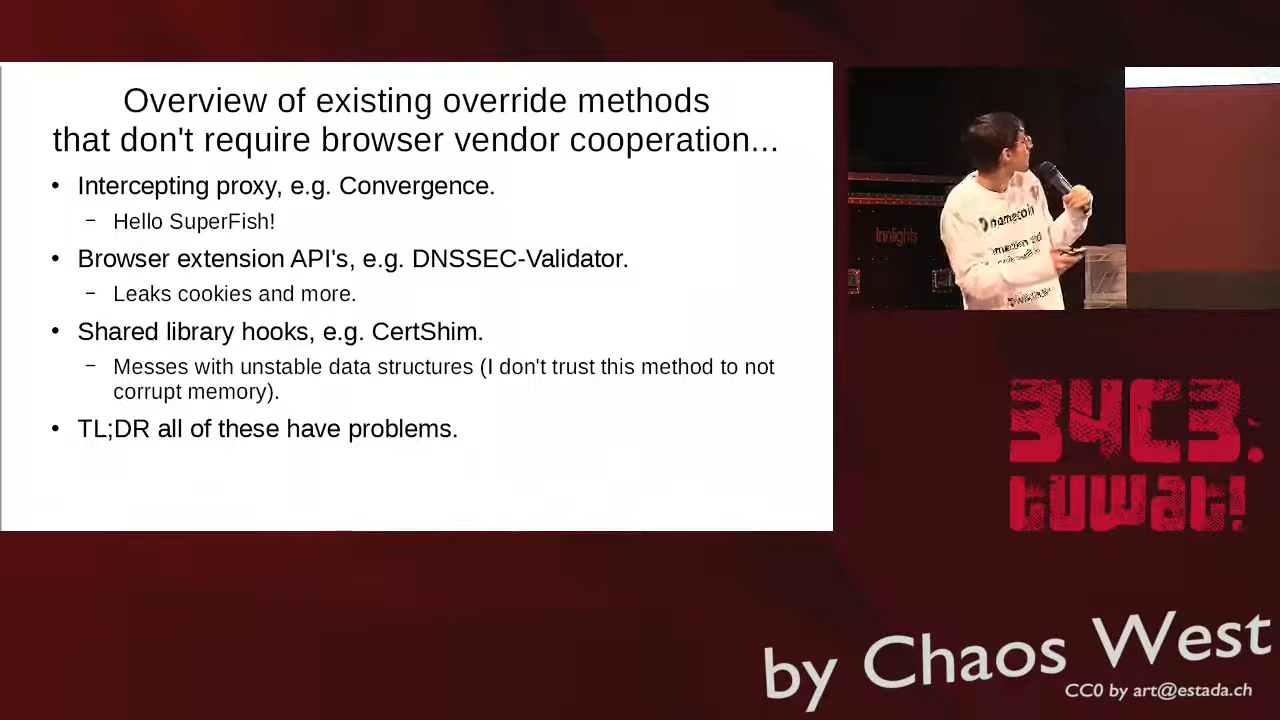 Overview of existing override methods
that don't require browser vendor cooperation...
• Intercepting proxy, e.g. Convergence.
– Hello SuperFish!
• Browser extension API's, e.g. DNSSEC-Validator.
– Leaks cookies and more.
• Shared library hooks, e.g. CertShim.
– Messes with unstable data structures (I don't trust this method to not
corrupt memory).
• TL;DR all of these have problems.
namecoin
Innlights
34C3:
tuwat!
by Chaos West
CC0 by art@estada.ch